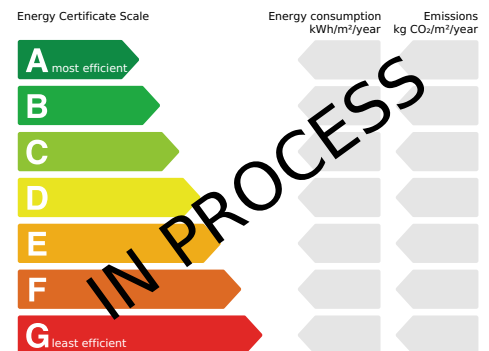 Energy Certificate Scale
Energy consumption
kWh/m²/year
Emissions
kg CO₂/m²/year
A most efficient
B
C
D
E
F
G least efficient
IN PROCESS